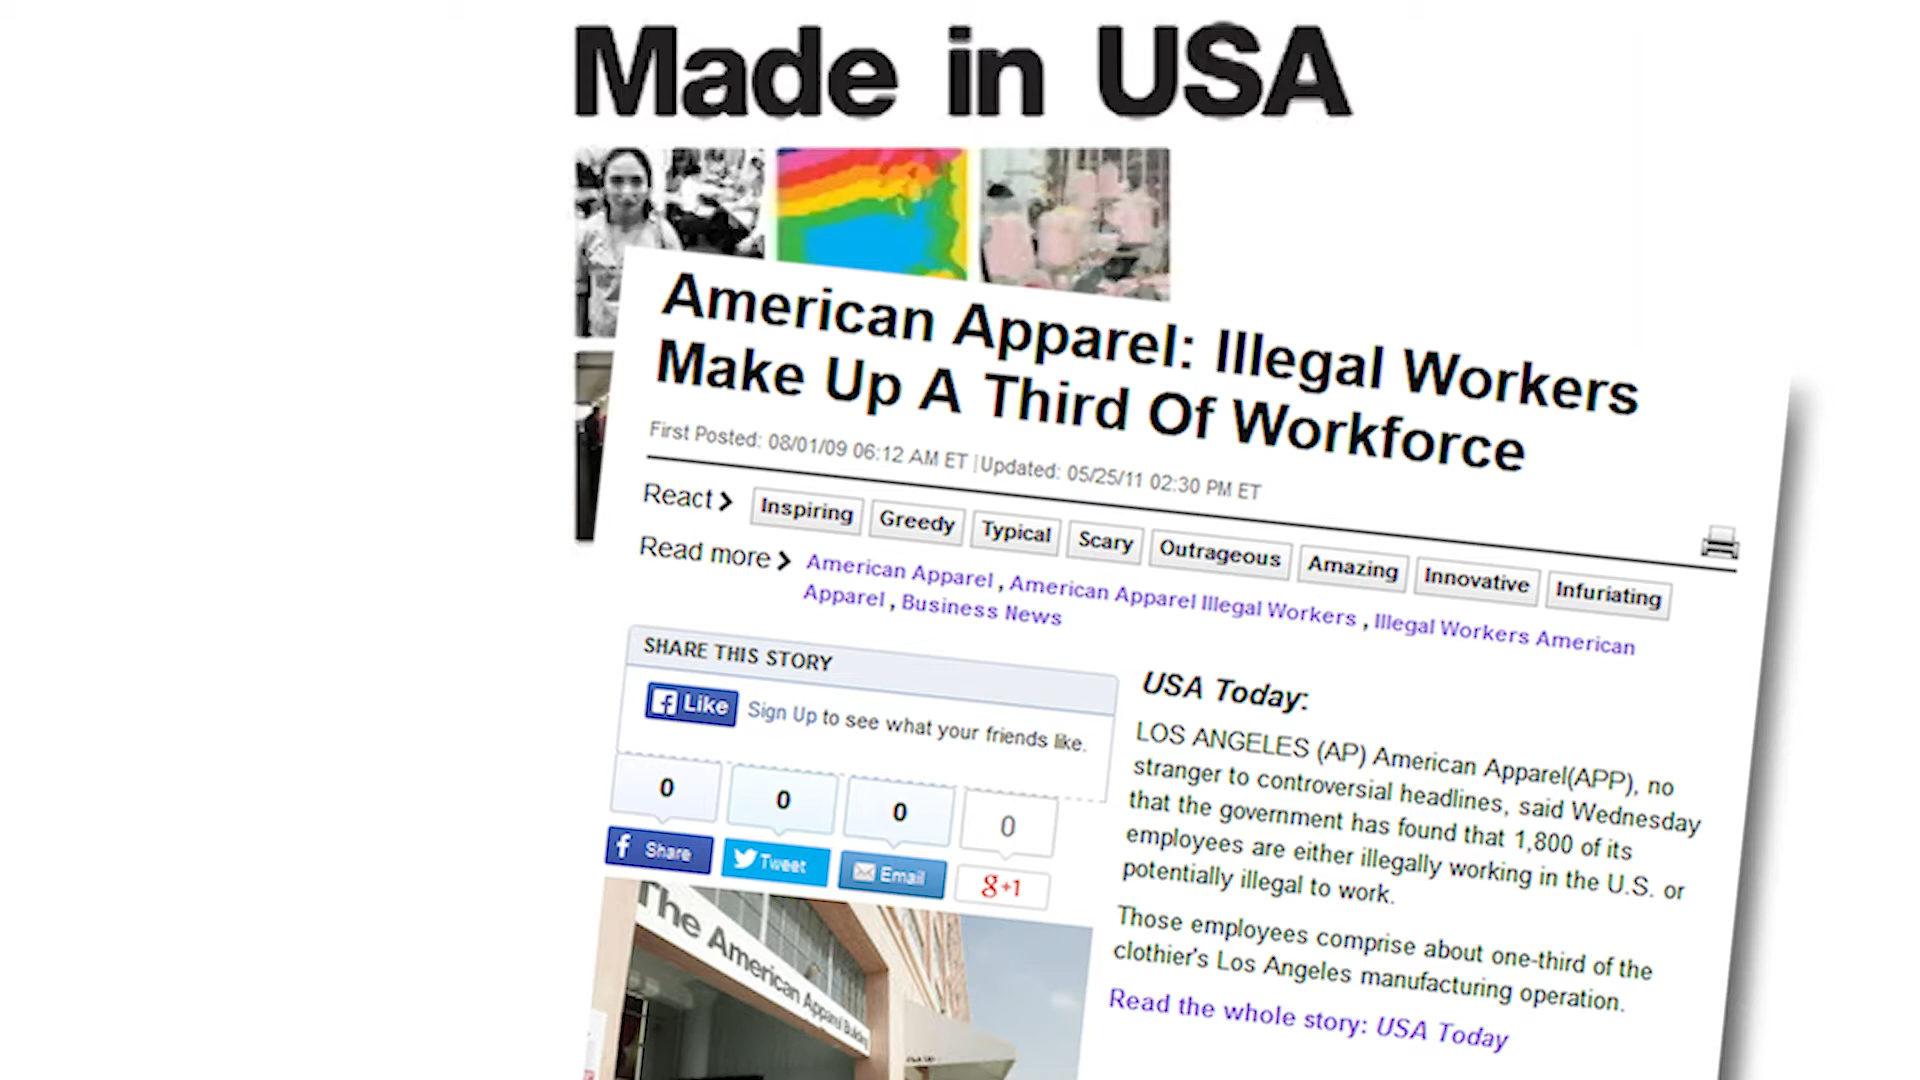 Made in USA
American Apparel: Illegal Workers
Make Up A Third Of Workforce
First Posted: 08/01/09 06:12 AM ET | Updated: 05/25/11 02:30 PM ET
React
Inspiring Greedy Typical Scary Outrageous Amazing Innovative Infuriating
Read more
American Apparel , American Apparel Illegal Workers , Illegal Workers American
Apparel , Business News
SHARE THIS STORY
Like Sign Up to see what your friends like.
0 0 0 0
Share Tweet Email g+1
The American Apparel Building
USA Today:
LOS ANGELES (AP) American Apparel(APP), no
stranger to controversial headlines, said Wednesday
that the government has found that 1,800 of its
employees are either illegally working in the U.S. or
potentially illegal to work.
Those employees comprise about one-third of the
clothier's Los Angeles manufacturing operation.
Read the whole story: USA Today